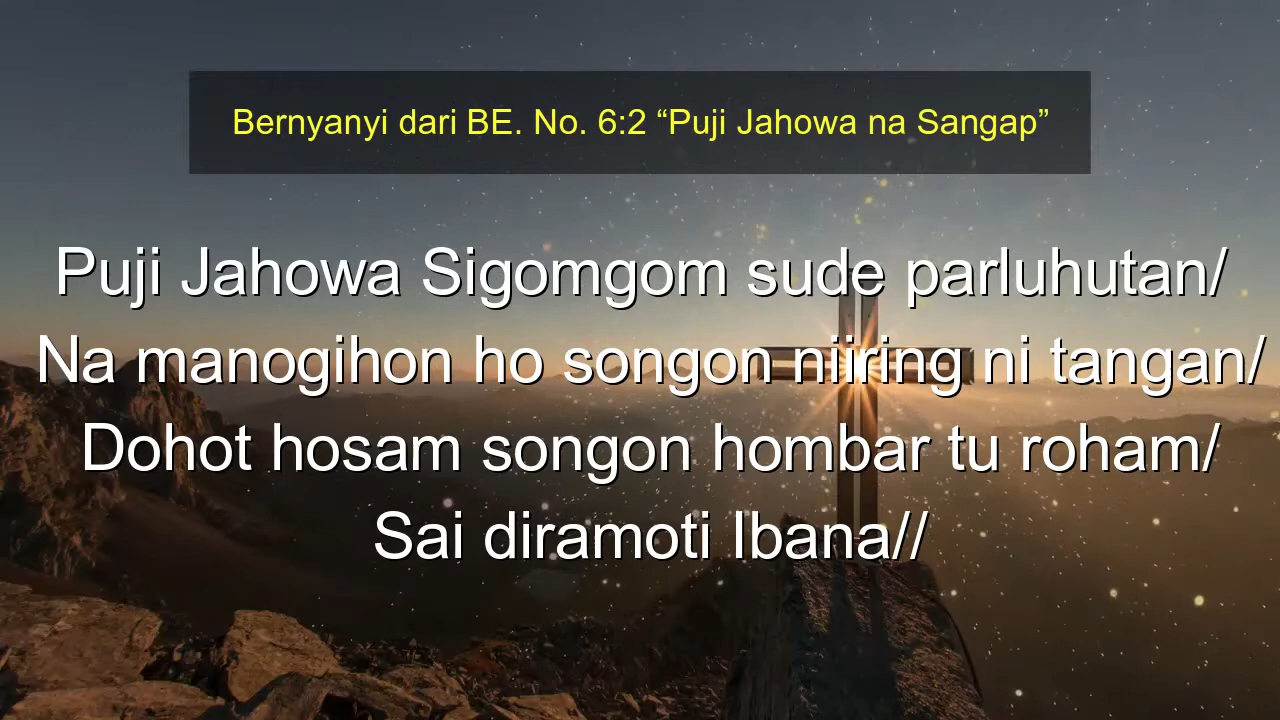 Bernyanyi dari BE. No. 6:2 “Puji Jahowa na Sangap”
Puji Jahowa Sigomgom sude parluhutan/
Na manogihon ho songon niiring ni tangan/
Dohot hosam songon hombar tu roham/
Sai diramoti Ibana//